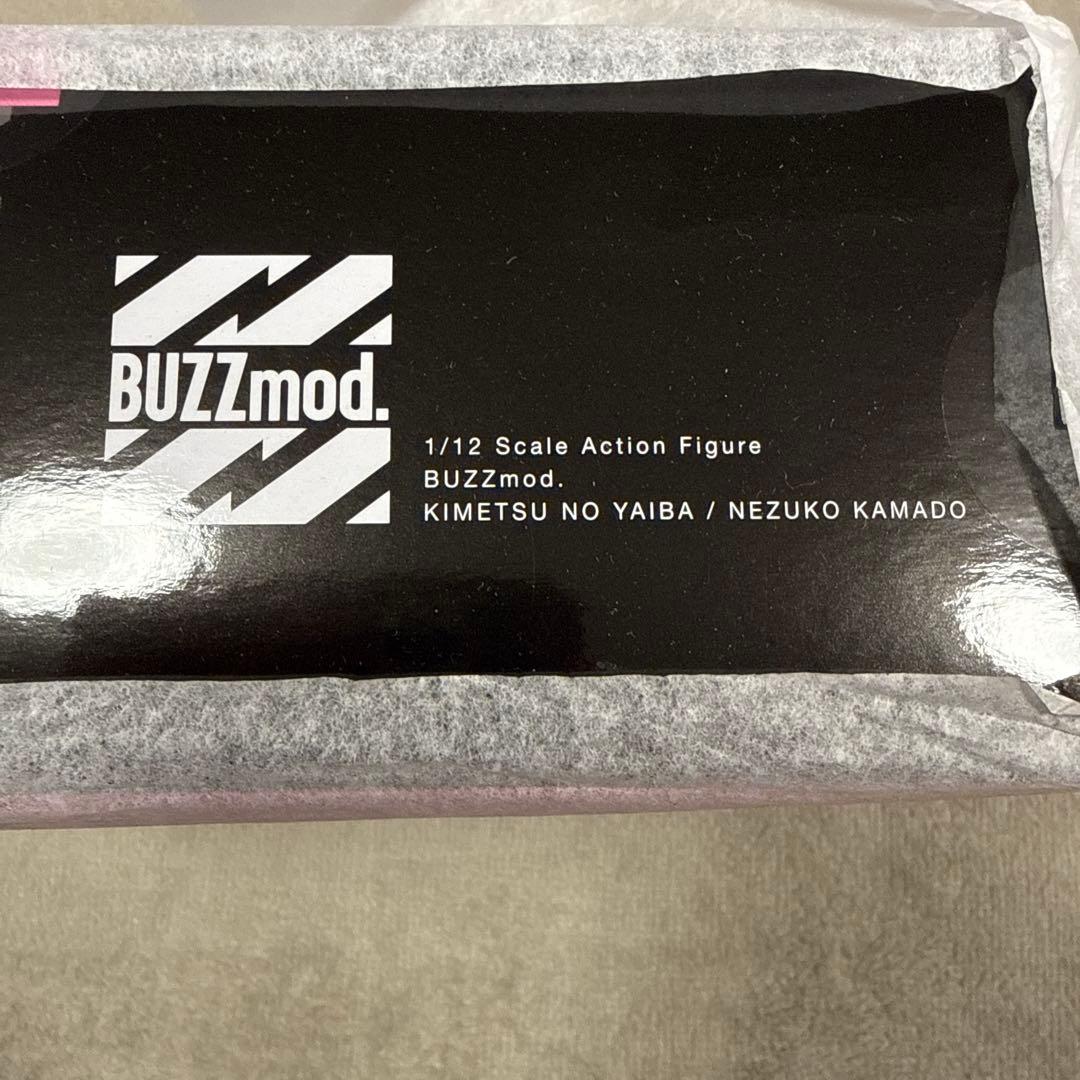 BUZZmod.
1/12 Scale Action Figure
BUZZmod.
KIMETSU NO YAIBA / NEZUKO KAMADO